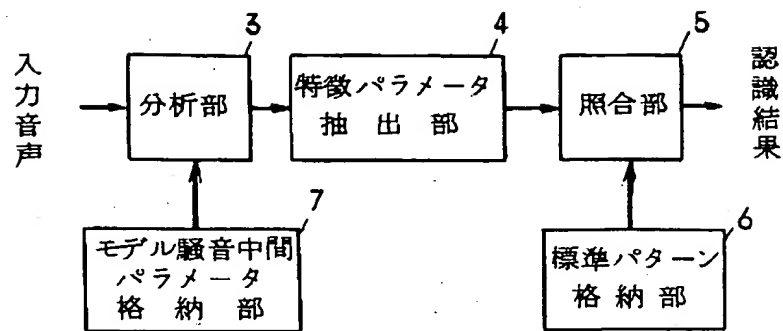 入力音声
3
分析部
4
特徴パラメータ
抽出部
5
照合部
認識結果
7
モデル騒音中間
パラメータ
格納部
6
標準パターン
格納部